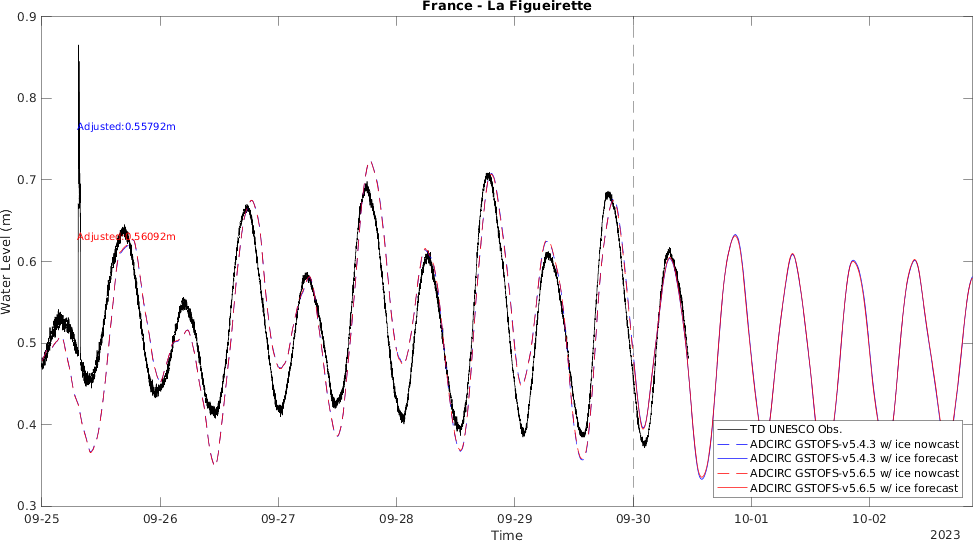 France - La Figueirette
0.9
0.8
0.7
0.6
0.5
0.4
0.3
Water Level (m)
Adjusted:0.55792m
Adjusted:0.56092m
TD UNESCO Obs.
ADCIRC GSTOFS-v5.4.3 w/ ice nowcast
ADCIRC GSTOFS-v5.4.3 w/ ice forecast
ADCIRC GSTOFS-v5.6.5 w/ ice nowcast
ADCIRC GSTOFS-v5.6.5 w/ ice forecast
09-25 09-26 09-27 09-28 09-29 09-30 10-01 10-02
Time
2023